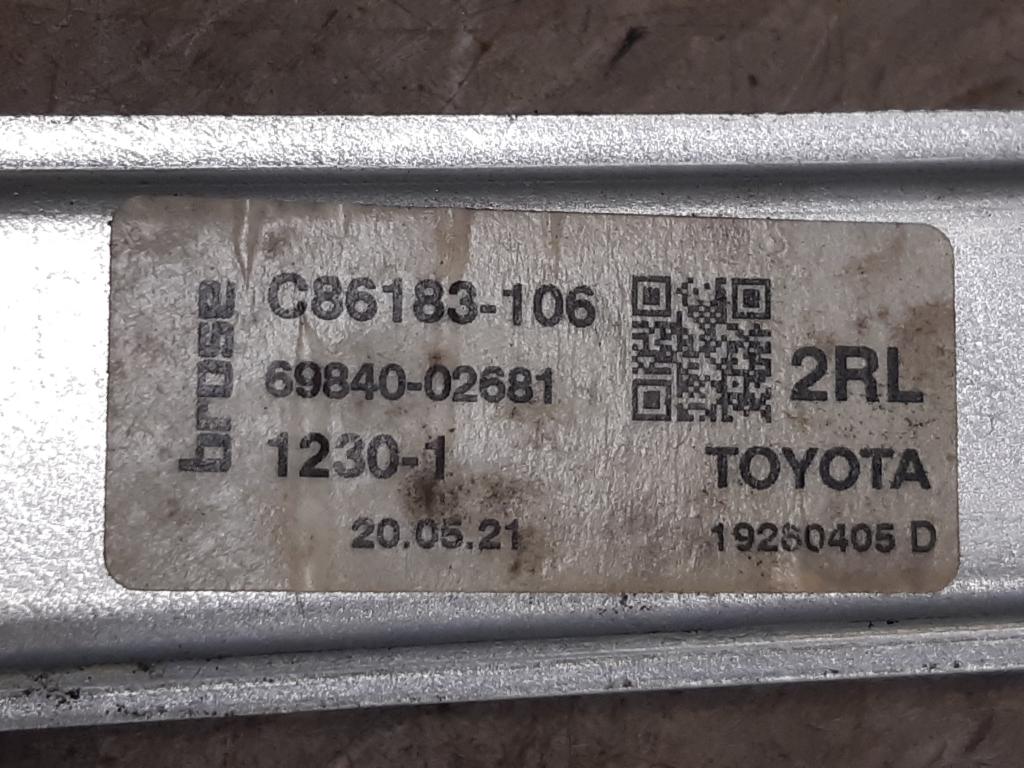 brose
C86183-106
69840-02681
2RL
1230-1
TOYOTA
20.05.21
19260405 D